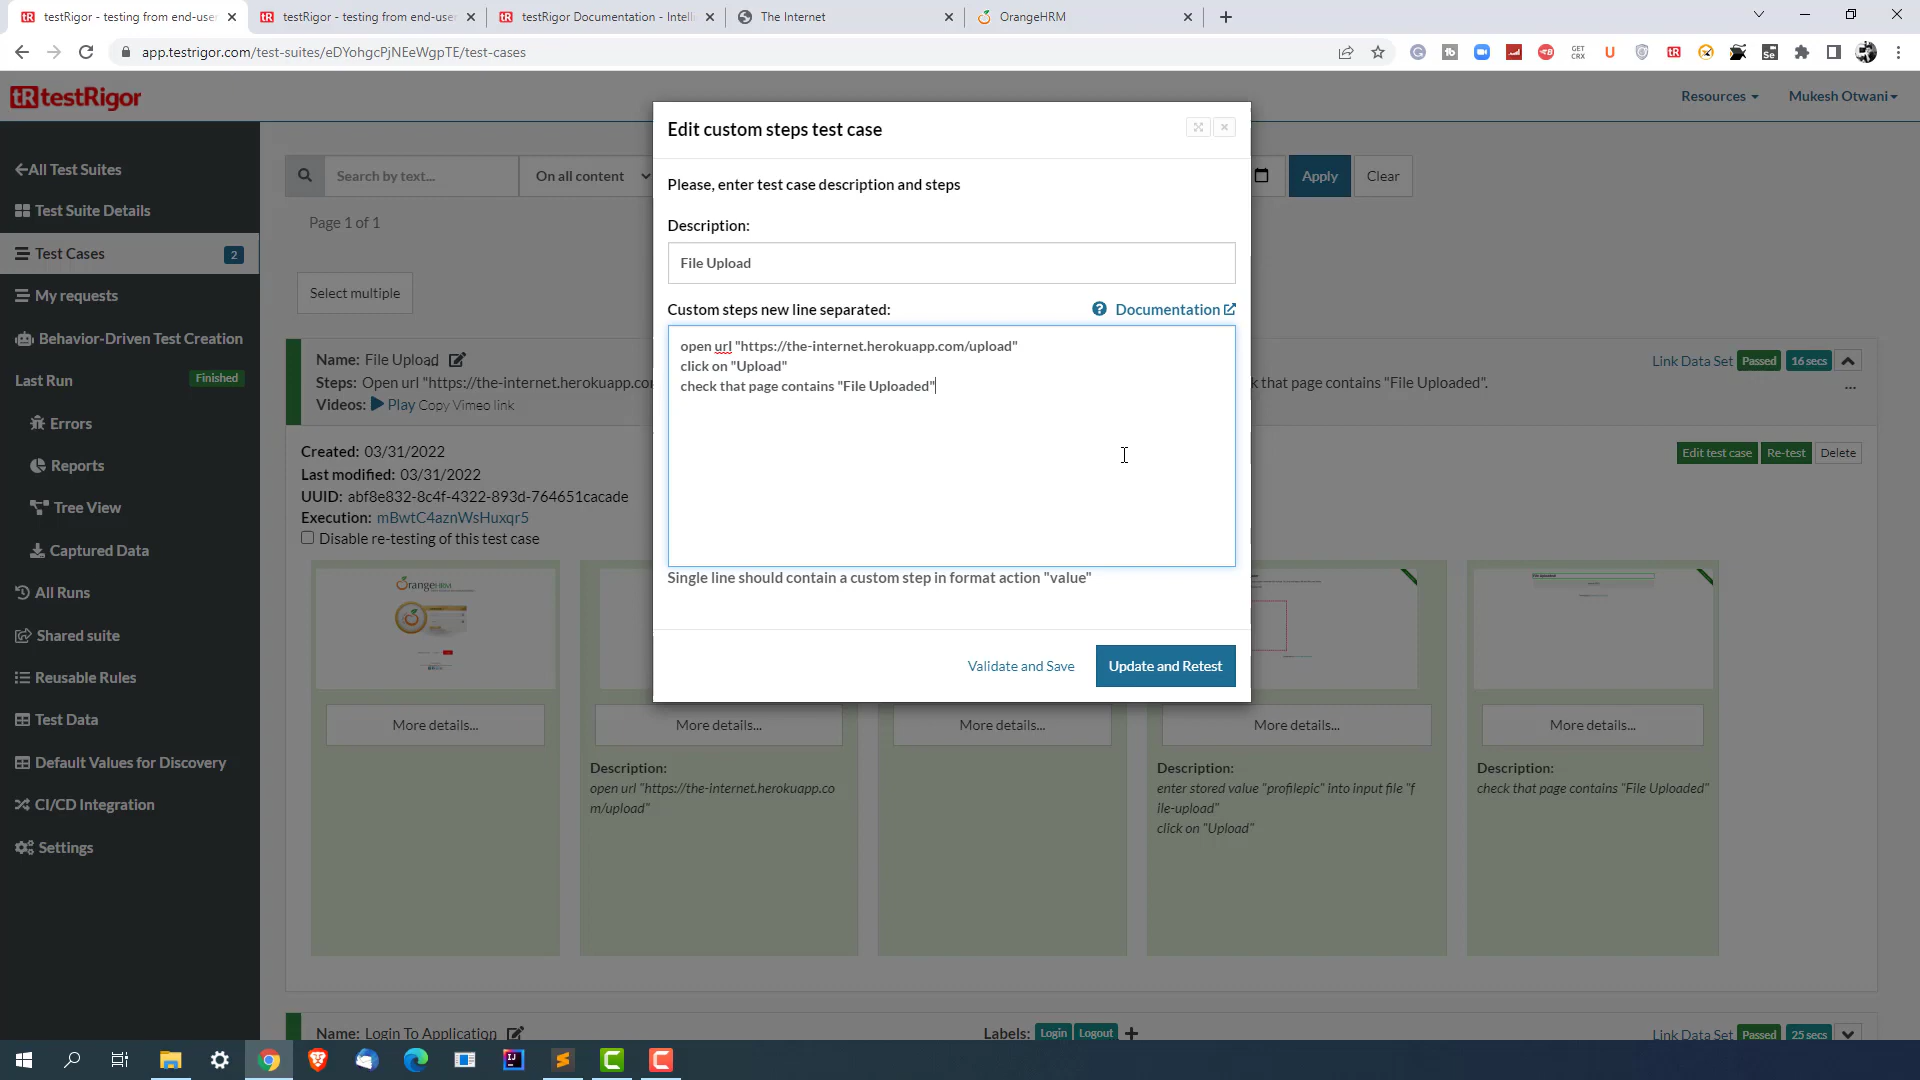 testRigor - testing from end-user
testRigor - testing from end-user
testRigor Documentation - Intelli
The Internet
OrangeHRM
app.testrigor.com/test-suites/eDYohgcPjNEeWgpTE/test-cases
GET
CRX
tR testRigor
Resources
Mukesh Otwani
All Test Suites
Test Suite Details
Test Cases
2
My requests
Behavior-Driven Test Creation
Last Run
Finished
Errors
Reports
Tree View
Captured Data
All Runs
Shared suite
Reusable Rules
Test Data
Default Values for Discovery
CI/CD Integration
Settings
Search by text...
On all content
Apply
Clear
Page 1 of 1
Select multiple
Name: File Upload
Steps: Open url "https://the-internet.herokuapp.co
k that page contains "File Uploaded".
Videos: Play Copy Vimeo link
Link Data Set
Passed
16 secs
...
Created: 03/31/2022
Last modified: 03/31/2022
UUID: abf8e832-8c4f-4322-893d-764651cacade
Execution: mBwtC4aznWsHuxqr5
Disable re-testing of this test case
Edit test case
Re-test
Delete
Edit custom steps test case
Please, enter test case description and steps
Description:
File Upload
Custom steps new line separated:
Documentation
open url "https://the-internet.herokuapp.com/upload"
click on "Upload"
check that page contains "File Uploaded"
Single line should contain a custom step in format action "value"
Validate and Save
Update and Retest
OrangeHRM
More details...
More details...
More details...
More details...
More details...
Description:
open url "https://the-internet.herokuapp.co
m/upload"
Description:
enter stored value "profilepic" into input file "f
ile-upload"
click on "Upload"
Description:
check that page contains "File Uploaded"
Name: Login To Application
Labels:
Login
Logout
Link Data Set
Passed
25 secs